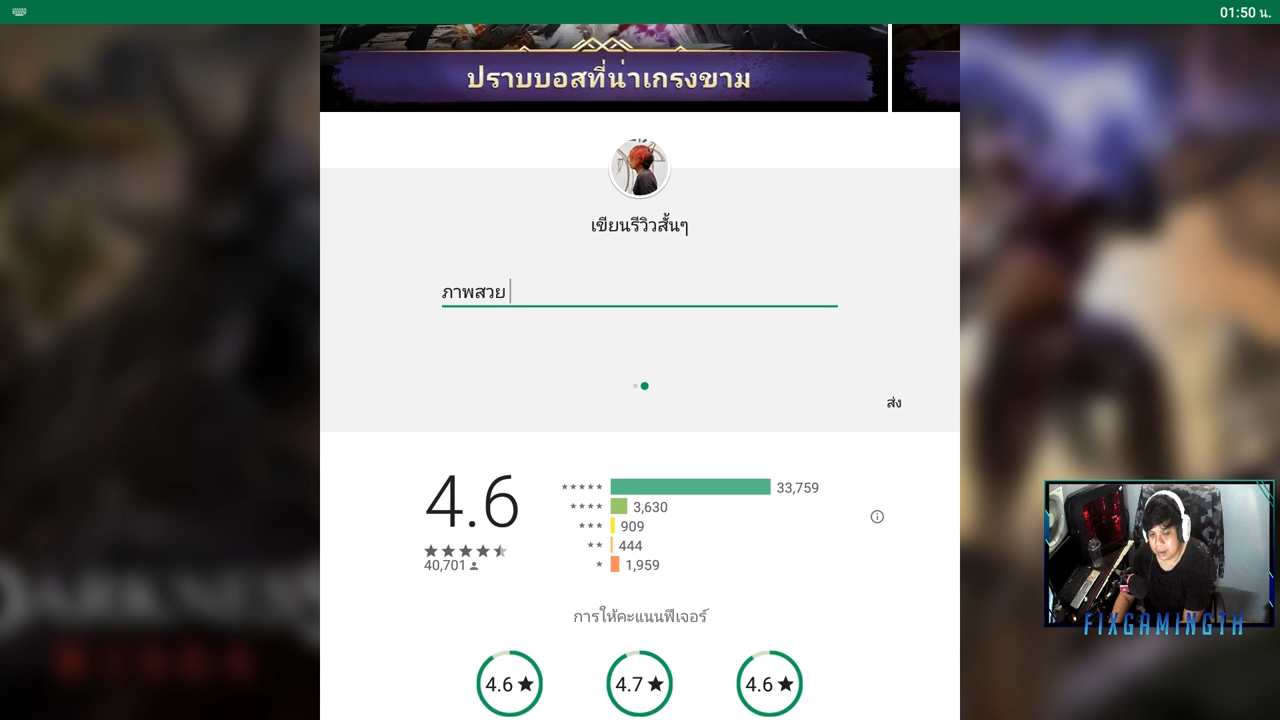 01:50 น.
ปราบบอสที่น่าเกรงขาม
เขียนรีวิวสั้นๆ
ภาพสวย
ส่ง
4.6
40,701
33,759
3,630
909
444
1,959
การให้คะแนนฟีเจอร์
4.6 ★ 4.7 ★ 4.6 ★
DARKNESS
RISES
FIXGAMINGTH